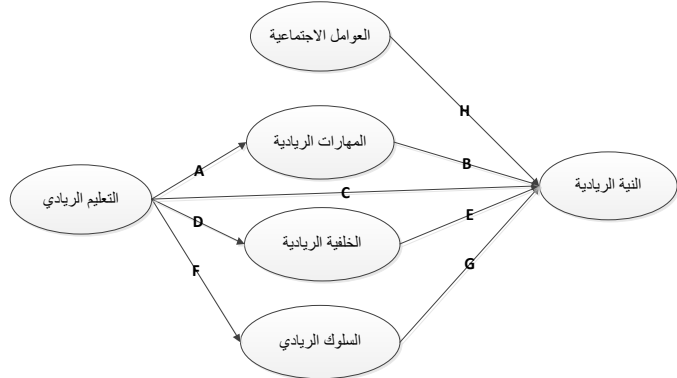 العوامل الاجتماعية
H
المهارات الريادية
A
B
النية الريادية
التعليم الريادي
C
D
E
الخلفية الريادية
F
G
السلوك الريادي